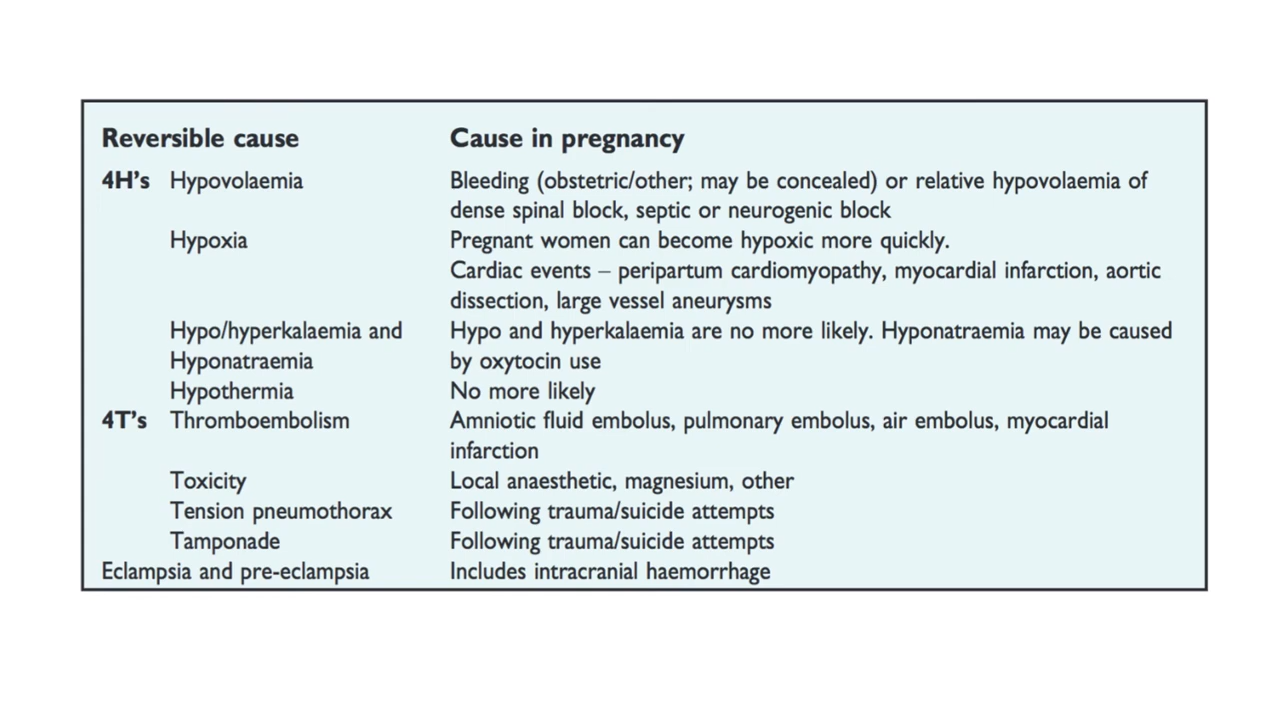 Reversible cause Cause in pregnancy
4H's Hypovolaemia Bleeding (obstetric/other; may be concealed) or relative hypovolaemia of
dense spinal block, septic or neurogenic block
Hypoxia Pregnant women can become hypoxic more quickly.
Cardiac events – peripartum cardiomyopathy, myocardial infarction, aortic
dissection, large vessel aneurysms
Hypo/hyperkalaemia and Hypo and hyperkalaemia are no more likely. Hyponatraemia may be caused
Hyponatraemia by oxytocin use
Hypothermia No more likely
4T's Thromboembolism Amniotic fluid embolus, pulmonary embolus, air embolus, myocardial
infarction
Toxicity Local anaesthetic, magnesium, other
Tension pneumothorax Following trauma/suicide attempts
Tamponade Following trauma/suicide attempts
Eclampsia and pre-eclampsia Includes intracranial haemorrhage